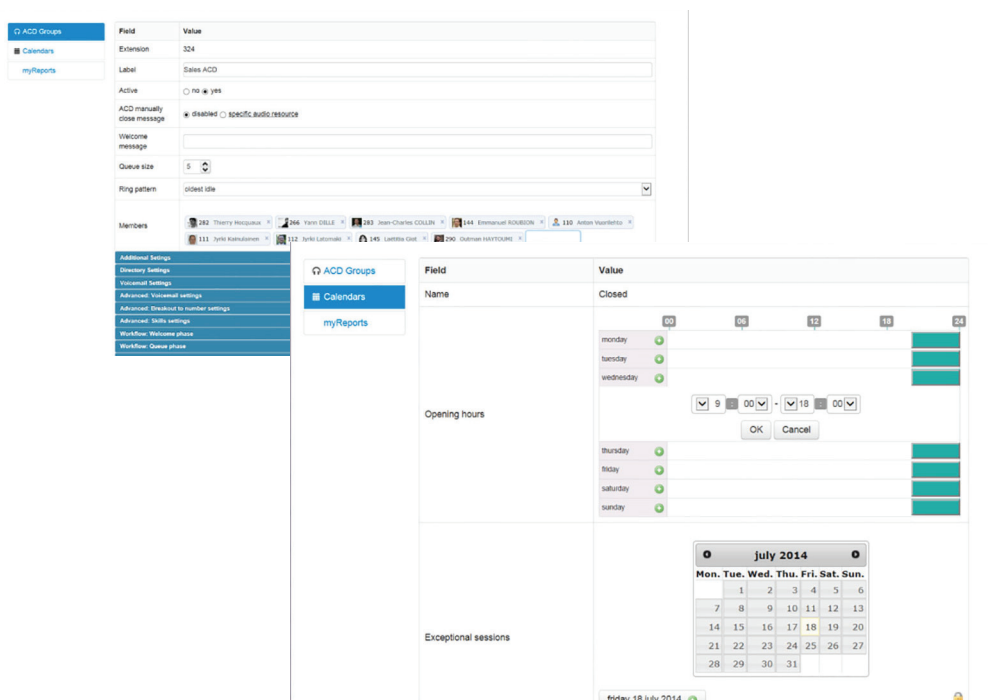 ACD Groups
Calendars
myReports
Field Value
Extension 324
Label Sales ACD
Active no yes
ACD manually
close message
disabled specific audio resource
Welcome
message
Queue size 5
Ring pattern oldest idle
Members
282 Thierry Hocquaux × 266 Yann DILLE × 283 Jean-Charles COLLIN × 144 Emmanuel ROUBION × 110 Anton Vuorilehto ×
111 Jyrki Kainulainen × 112 Jyrki Latomaki × 145 Laetitia Giot × 290 Outman HAYTOUMI ×
Additional Settings
Directory Settings
Voicemail Settings
Advanced: Voicemail settings
Advanced: Breakout to number settings
Advanced: Skills settings
Workflow: Welcome phase
Workflow: Queue phase
ACD Groups
Calendars
myReports
Field Value
Name Closed
Opening hours
00 06 12 18 24
monday
tuesday
wednesday
9 : 00 - 18 : 00
OK Cancel
thursday
friday
saturday
sunday
Exceptional sessions
july 2014
Mon. Tue. Wed. Thu. Fri. Sat. Sun.
1 2 3 4 5 6
7 8 9 10 11 12 13
14 15 16 17 18 19 20
21 22 23 24 25 26 27
28 29 30 31
friday 18 july 2014